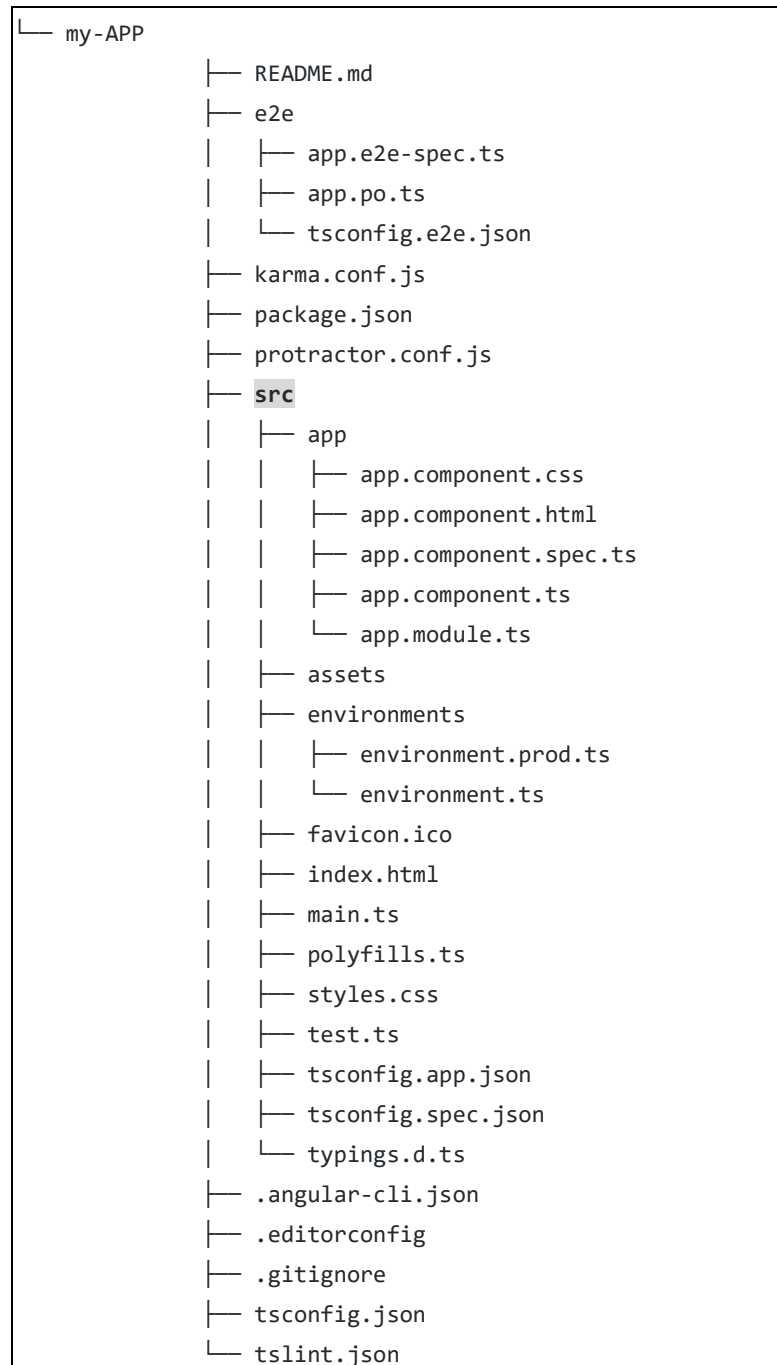 └── my-APP
├── README.md
├── e2e
│   ├── app.e2e-spec.ts
│   ├── app.po.ts
│   └── tsconfig.e2e.json
├── karma.conf.js
├── package.json
├── protractor.conf.js
├── src
│   ├── app
│   │   ├── app.component.css
│   │   ├── app.component.html
│   │   ├── app.component.spec.ts
│   │   ├── app.component.ts
│   │   └── app.module.ts
│   ├── assets
│   ├── environments
│   │   ├── environment.prod.ts
│   │   └── environment.ts
│   ├── favicon.ico
│   ├── index.html
│   ├── main.ts
│   ├── polyfills.ts
│   ├── styles.css
│   ├── test.ts
│   ├── tsconfig.app.json
│   ├── tsconfig.spec.json
│   └── typings.d.ts
├── .angular-cli.json
├── .editorconfig
├── .gitignore
├── tsconfig.json
└── tslint.json